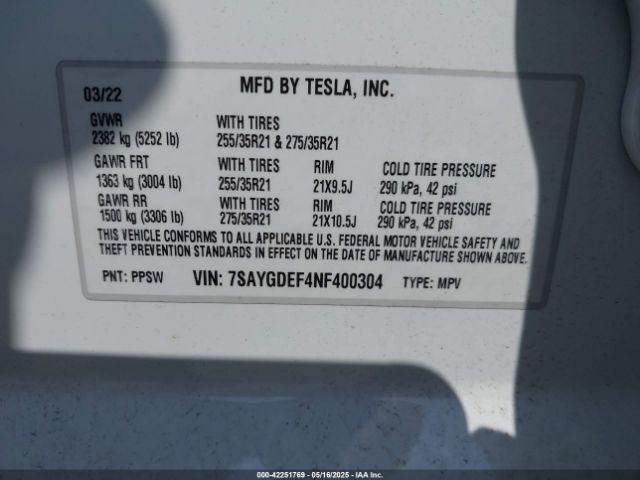 03/22 MFD BY TESLA, INC.
GVWR WITH TIRES
2382 kg (5252 lb) 255/35R21 & 275/35R21
GAWR FRT WITH TIRES RIM COLD TIRE PRESSURE
1363 kg (3004 lb) 255/35R21 21X9.5J 290 kPa, 42 psi
GAWR RR WITH TIRES RIM COLD TIRE PRESSURE
1500 kg (3306 lb) 275/35R21 21X10.5J 290 kPa, 42 psi
THIS VEHICLE CONFORMS TO ALL APPLICABLE U.S. FEDERAL MOTOR VEHICLE SAFETY AND
THEFT PREVENTION STANDARDS IN EFFECT ON THE DATE OF MANUFACTURE SHOWN ABOVE.
PNT: PPSW VIN: 7SAYGDEF4NF400304 TYPE: MPV
000-42251769 - 05/16/2025 - IAA Inc.